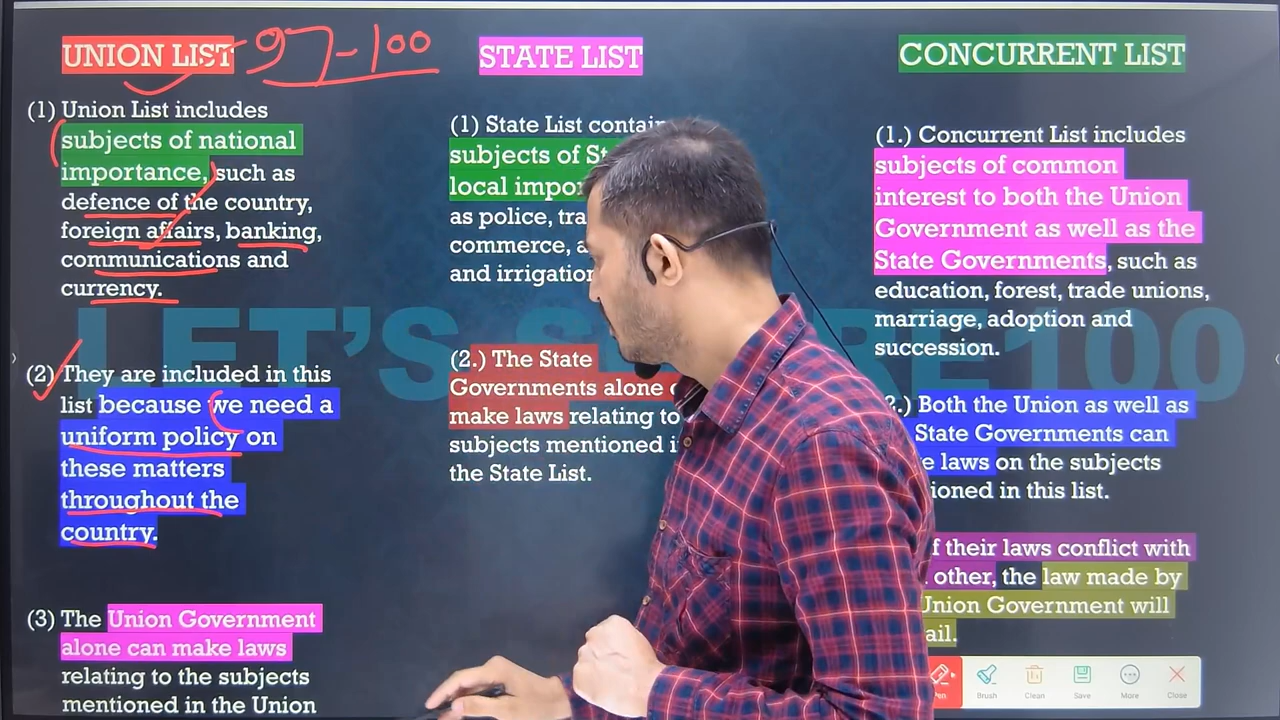 UNION LIST
97-100
(1) Union List includes
subjects of national
importance, such as
defence of the country,
foreign affairs, banking,
communications and
currency.
(2) They are included in this
list because we need a
uniform policy on
these matters
throughout the
country.
(3) The Union Government
alone can make laws
relating to the subjects
mentioned in the Union
STATE LIST
(1) State List contain
subjects of
local
as police,
commerce,
and
(2.) The State
Governments alone
make laws relating to
subjects mentioned
the State List.
CONCURRENT LIST
(1.) Concurrent List includes
subjects of common
interest to both the Union
Government as well as the
State Governments, such as
education, forest, trade unions,
marriage, adoption and
succession.
Both the Union as well as
State Governments can
laws on the subjects
in this list.
f their laws conflict with
other, the law made by
Union Government will
LET'S 100
Pen
Brush
Clean
Save
More
Close